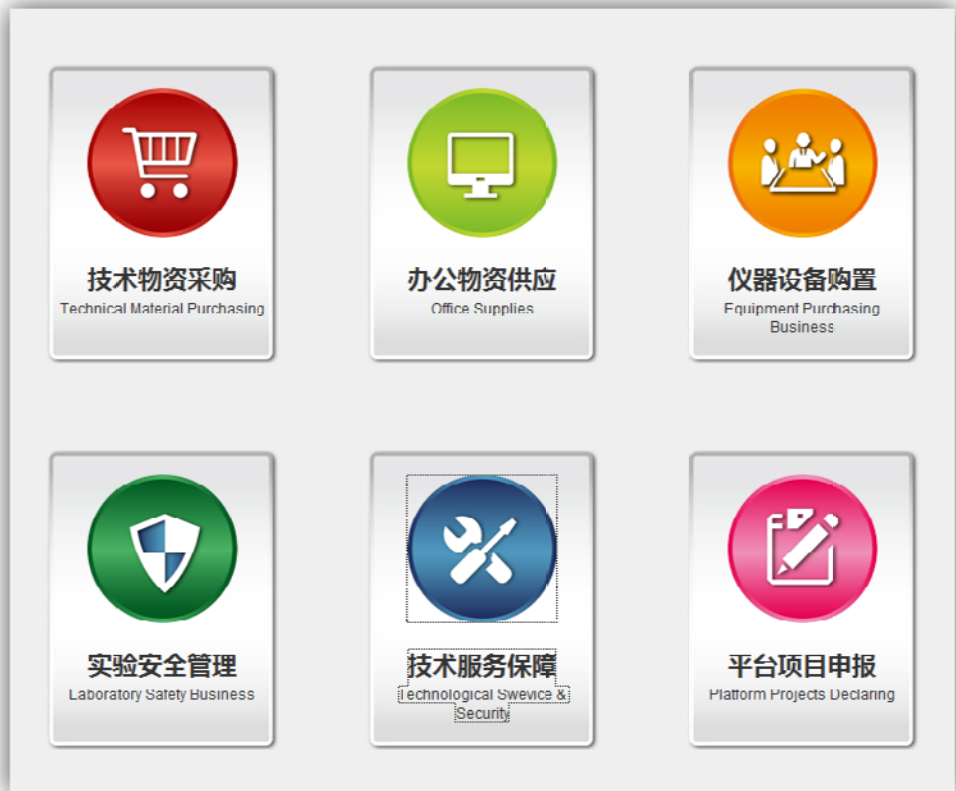 技术物资采购
Technical Material Purchasing
办公物资供应
Office Supplies
仪器设备购置
Equipment Purchasing
Business
实验安全管理
Laboratory Safety Business
技术服务保障
Technological Swevice &
Security
平台项目申报
Platform Projects Declaring